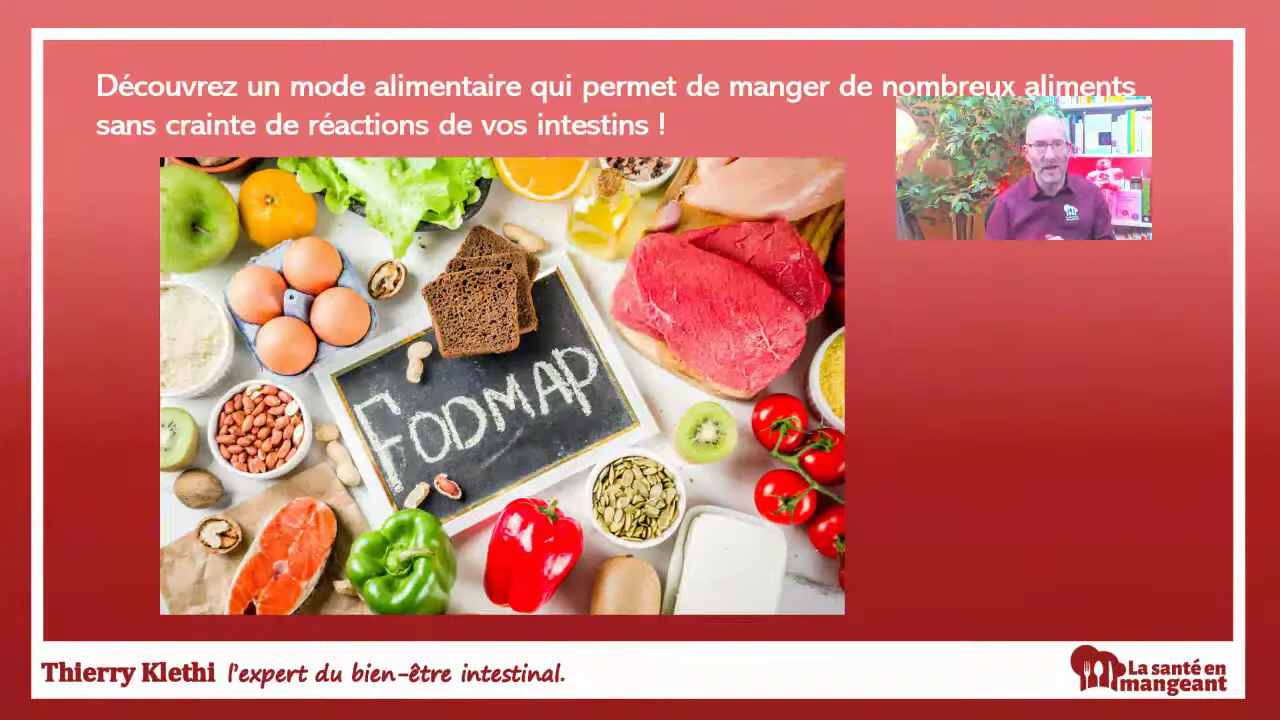 Découvrez un mode alimentaire qui permet de manger de nombreux aliments
sans crainte de réactions de vos intestins !
FODMAP
Thierry Klethi l'expert du bien-être intestinal.
La santé en
mangeant